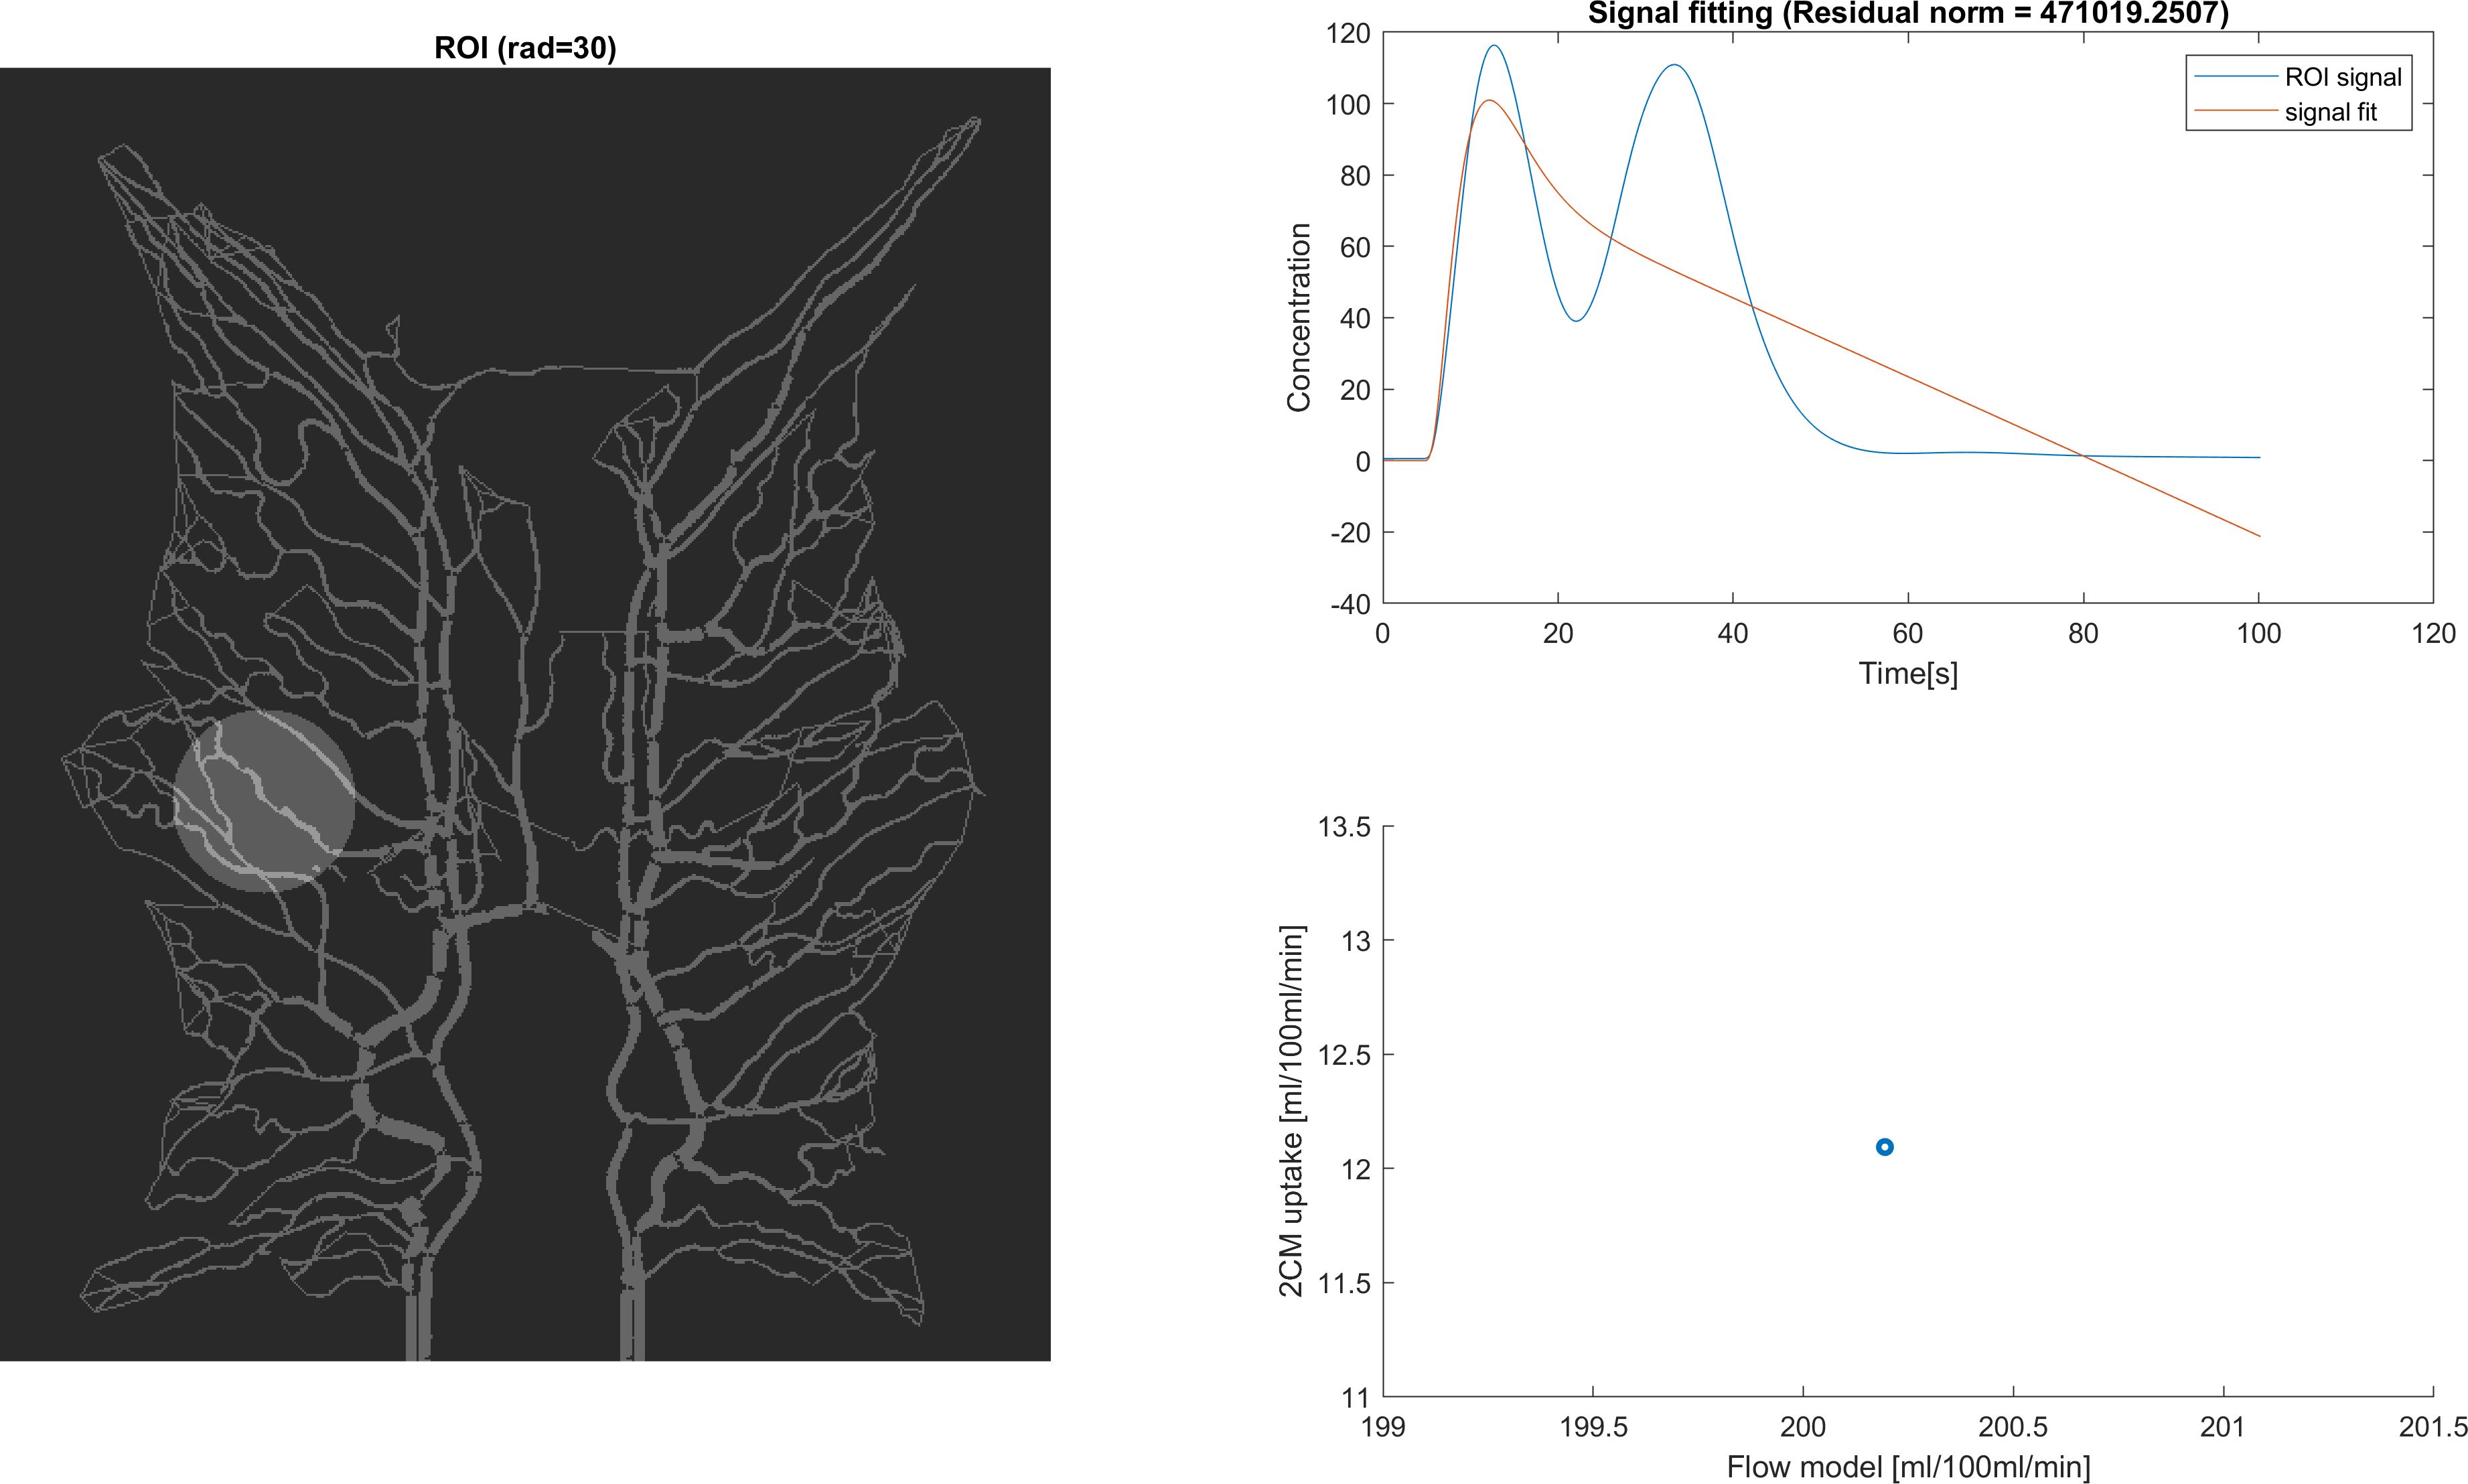 ROI (rad=30)
Signal fitting (Residual norm = 471019.2507)
120
100
80
60
40
20
0
-20
-40
Concentration
ROI signal
signal fit
0 20 40 60 80 100 120
Time[s]
13.5
13
12.5
12
11.5
11
2CM uptake [ml/100ml/min]
199 199.5 200 200.5 201 201.5
Flow model [ml/100ml/min]